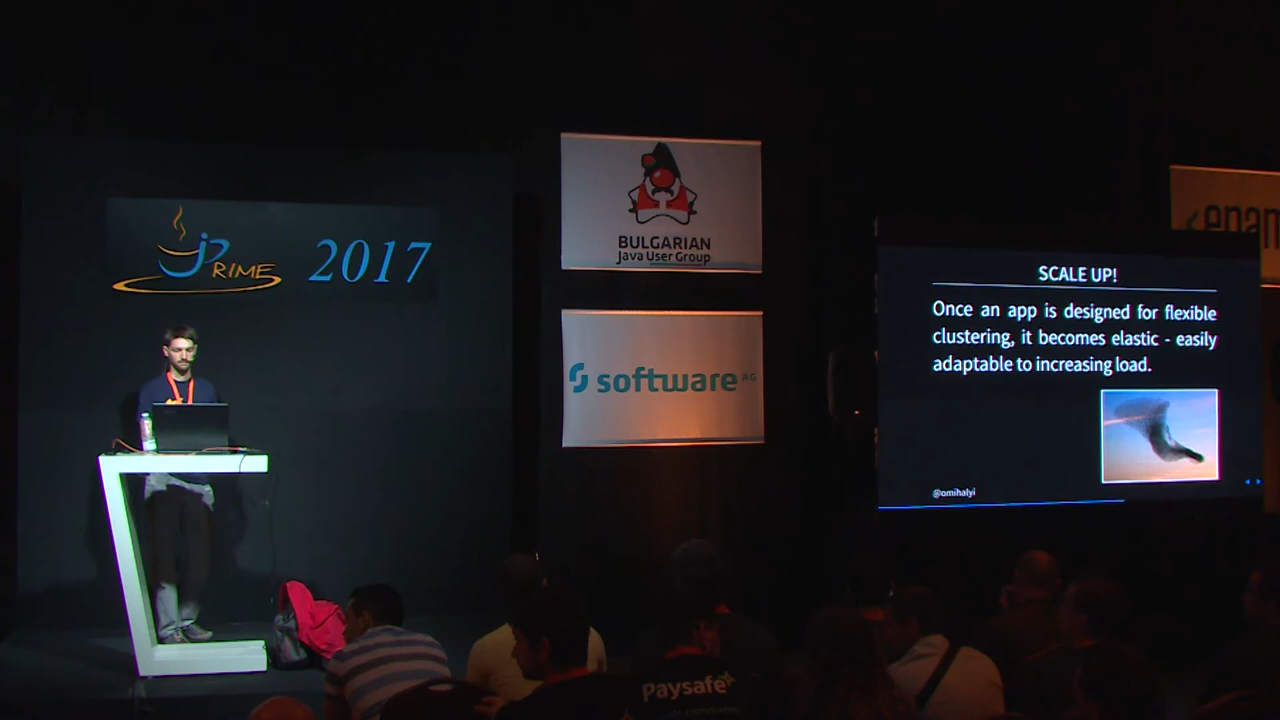 jPRIME 2017
BULGARIAN
Java User Group
software AG
SCALE UP!
Once an app is designed for flexible
clustering, it becomes elastic - easily
adaptable to increasing load.
@omihalyi
Paysafe